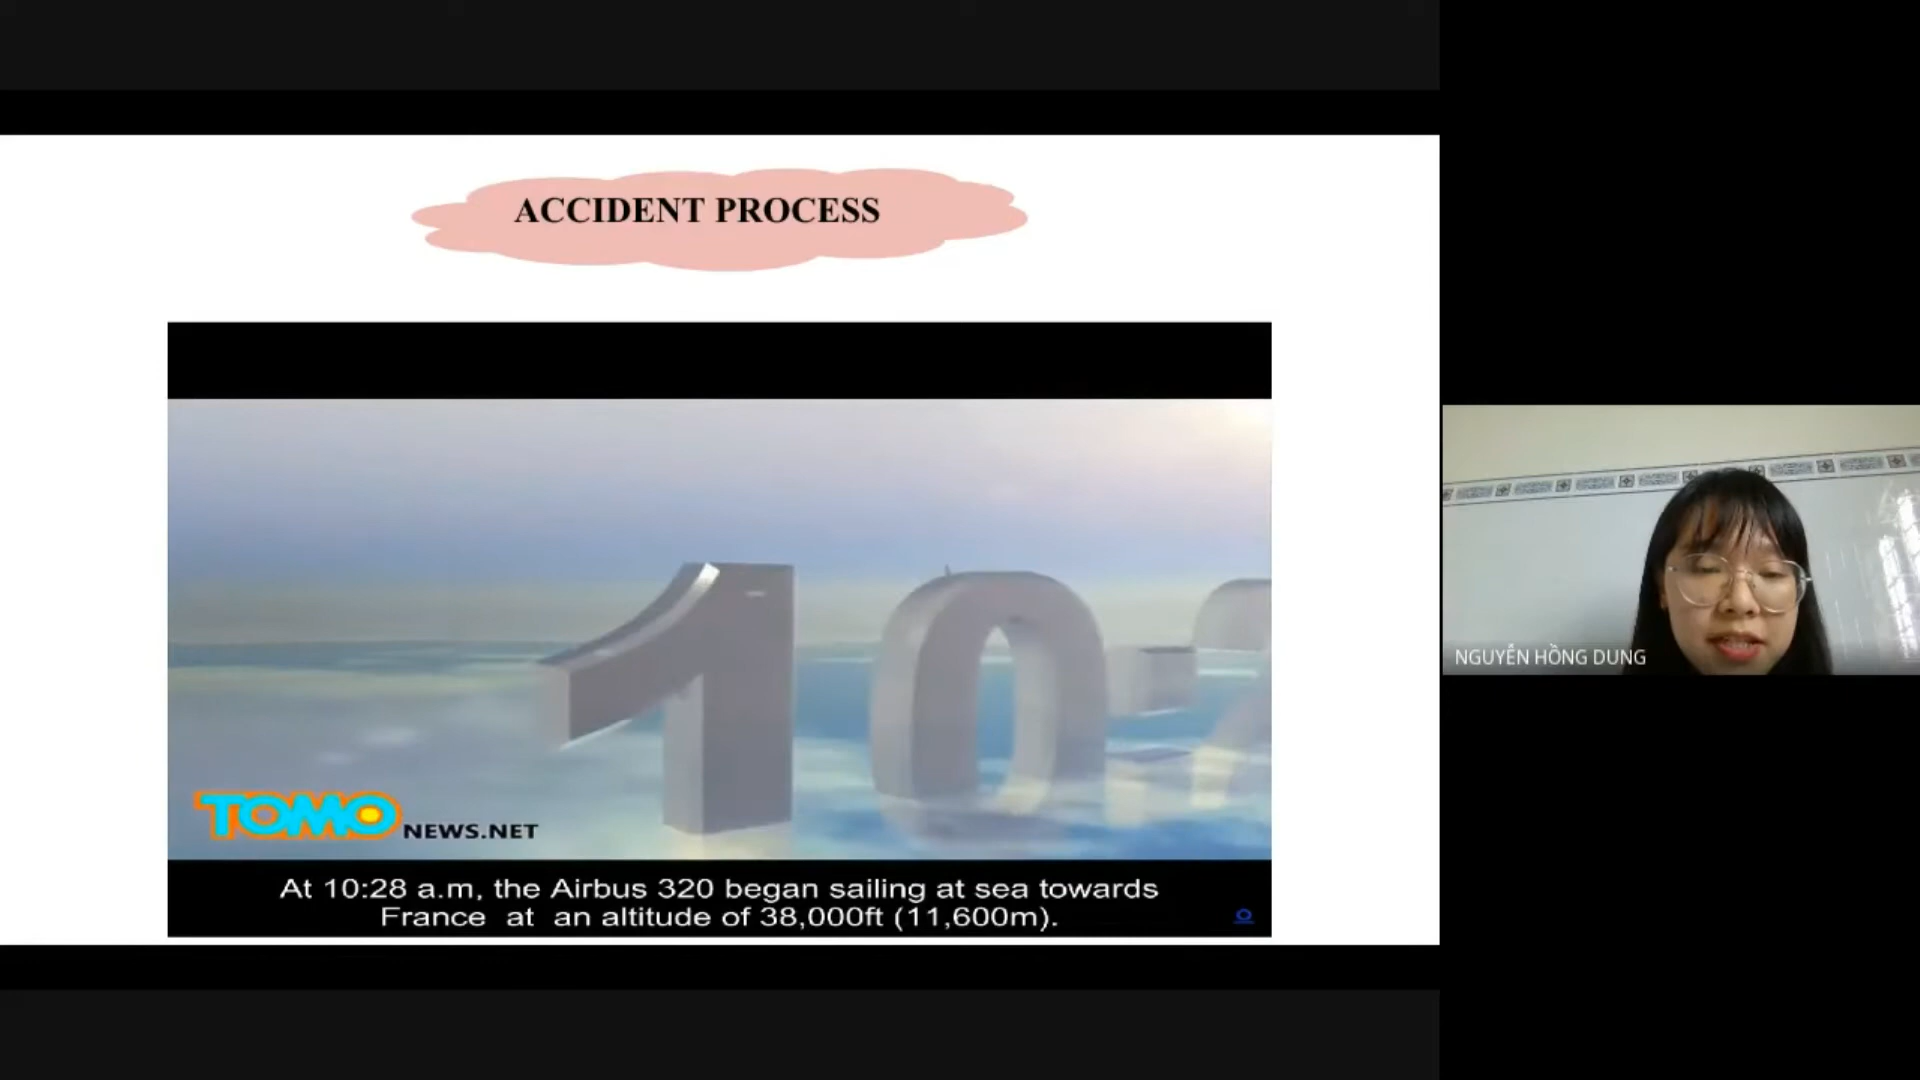 ACCIDENT PROCESS
10
TOMO NEWS.NET
At 10:28 a.m, the Airbus 320 began sailing at sea towards
France at an altitude of 38,000ft (11,600m).
NGUYỄN HỒNG DUNG